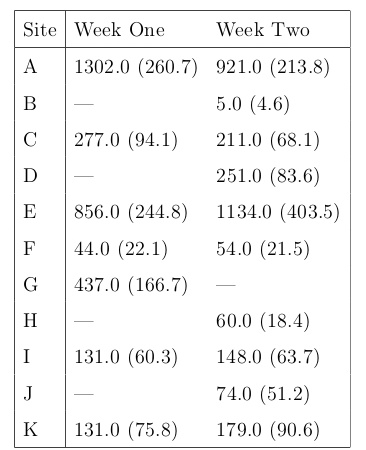 Site Week One Week Two
A 1302.0 (260.7) 921.0 (213.8)
B — 5.0 (4.6)
C 277.0 (94.1) 211.0 (68.1)
D — 251.0 (83.6)
E 856.0 (244.8) 1134.0 (403.5)
F 44.0 (22.1) 54.0 (21.5)
G 437.0 (166.7) —
H — 60.0 (18.4)
I 131.0 (60.3) 148.0 (63.7)
J — 74.0 (51.2)
K 131.0 (75.8) 179.0 (90.6)